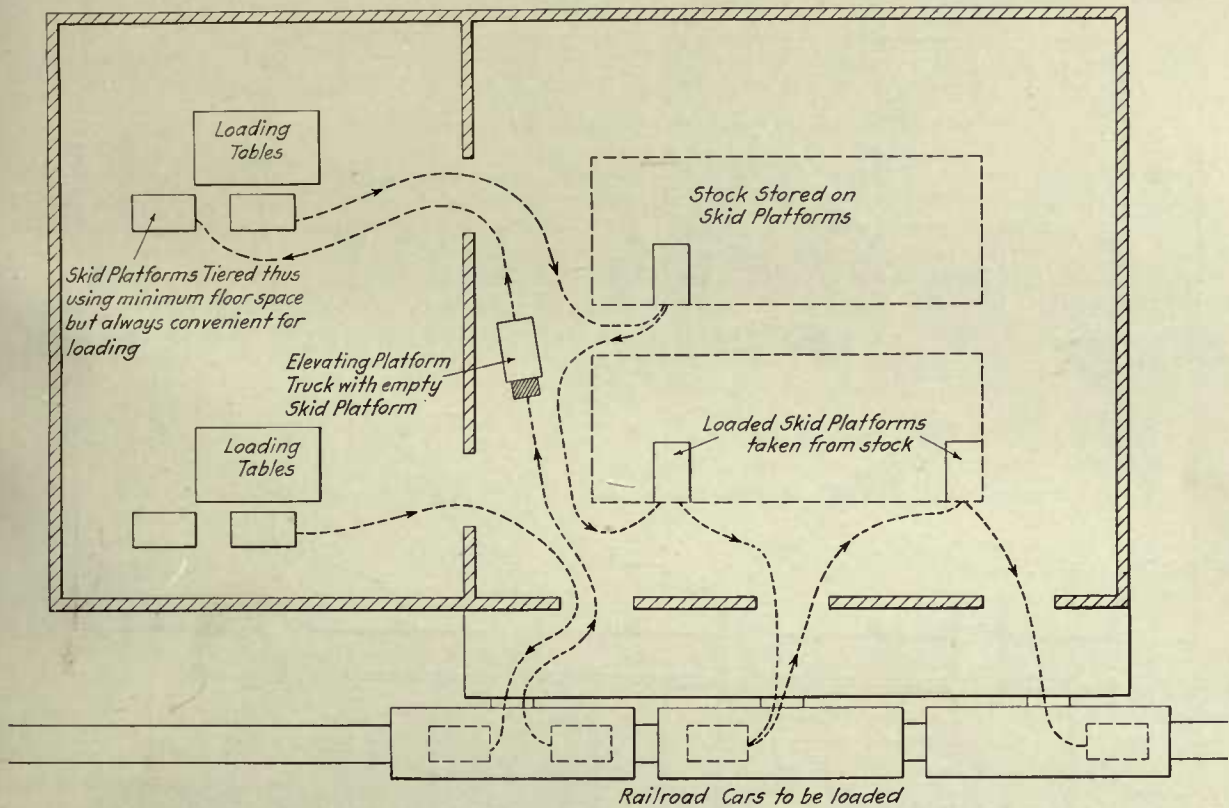 Loading
Tables
Stock Stored on
Skid Platforms
Skid Platforms Tiered thus
using minimum floor space
but always convenient for
loading
Elevating Platform
Truck with empty
Skid Platform
Loaded Skid Platforms
taken from stock
Loading
Tables
Railroad Cars to be loaded